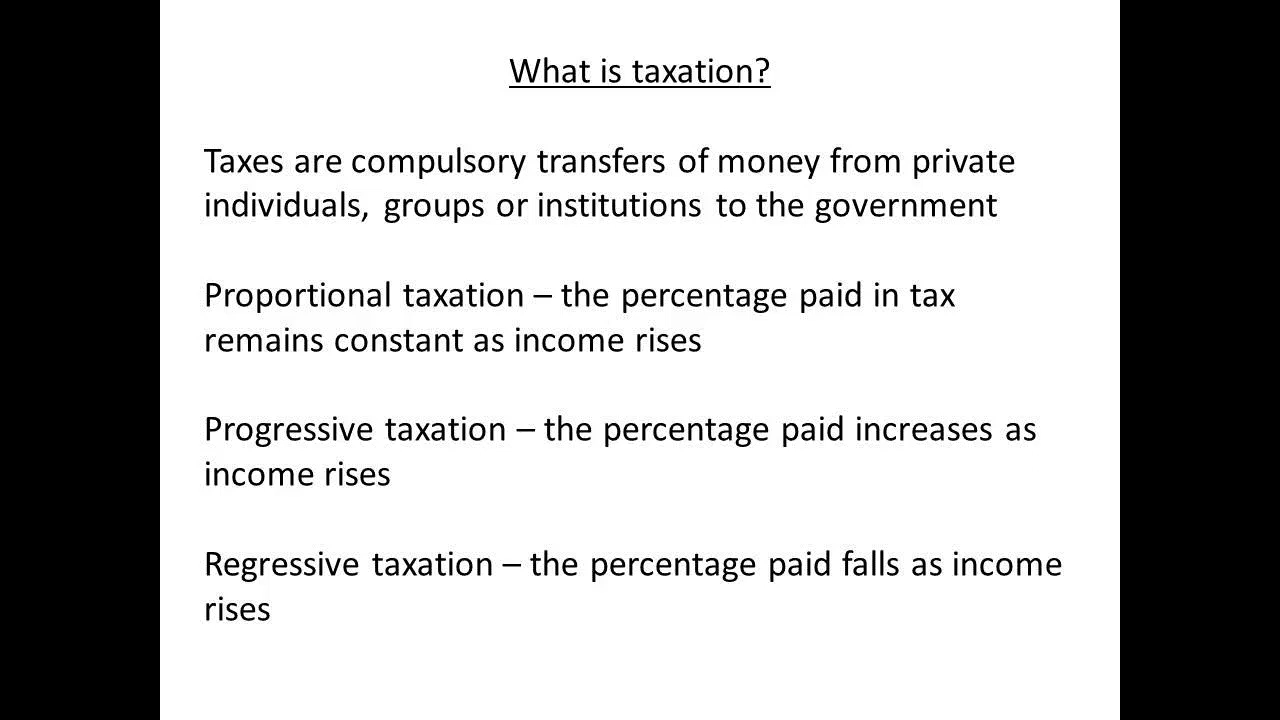 What is taxation?
Taxes are compulsory transfers of money from private
individuals, groups or institutions to the government
Proportional taxation – the percentage paid in tax
remains constant as income rises
Progressive taxation – the percentage paid increases as
income rises
Regressive taxation – the percentage paid falls as income
rises